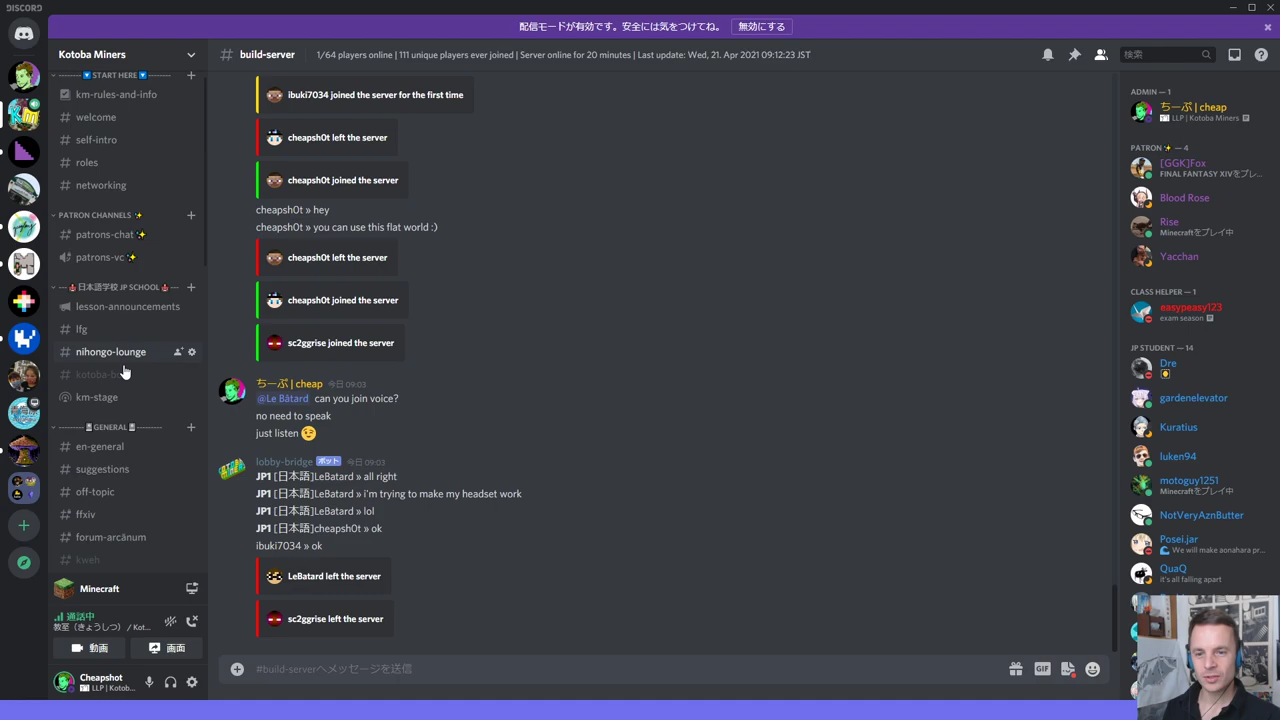 DISCORD
配信モードが有効です。安全には気をつけてね。 無効にする
Kotoba Miners
build-server 1/64 players online | 111 unique players ever joined | Server online for 20 minutes | Last update: Wed, 21. Apr 2021 09:12:23 JST
検索
-------- START HERE --------
km-rules-and-info
welcome
self-intro
roles
networking
PATRON CHANNELS ✨
patrons-chat ✨
patrons-vc ✨
日本語学校 JP SCHOOL
lesson-announcements
lfg
nihongo-lounge
km-stage
GENERAL
en-general
suggestions
off-topic
ffxiv
forum-arcānum
kweh
Minecraft
通話中
教室（きょうしつ） / Kot...
動画 画面
Cheapshot
LLP | Kotob...
ibuki7034 joined the server for the first time
cheapsh0t left the server
cheapsh0t joined the server
cheapsh0t » hey
cheapsh0t » you can use this flat world :)
cheapsh0t left the server
cheapsh0t joined the server
sc2ggrise joined the server
ちーぷ | cheap 今日 09:03
@Le Bâtard can you join voice?
no need to speak
just listen 😉
lobby-bridge ボット 今日 09:03
JP1 [日本語]LeBatard » all right
JP1 [日本語]LeBatard » i'm trying to make my headset work
JP1 [日本語]LeBatard » lol
JP1 [日本語]cheapsh0t » ok
ibuki7034 » ok
LeBatard left the server
sc2ggrise left the server
#build-serverへメッセージを送信
GIF
ADMIN — 1
ちーぷ | cheap
LLP | Kotoba Miners
PATRON ✨ — 4
[GGK]Fox
FINAL FANTASY XIVをプレ...
Blood Rose
Rise
Minecraftをプレイ中
Yacchan
CLASS HELPER — 1
easypeasy123
exam season
JP STUDENT — 14
Dre
gardenelevator
Kuratius
luken94
motoguy1251
Minecraftをプレイ中
NotVeryAznButter
Posei.jar
We will make aonahara pr...
QuaQ
it's all falling apart